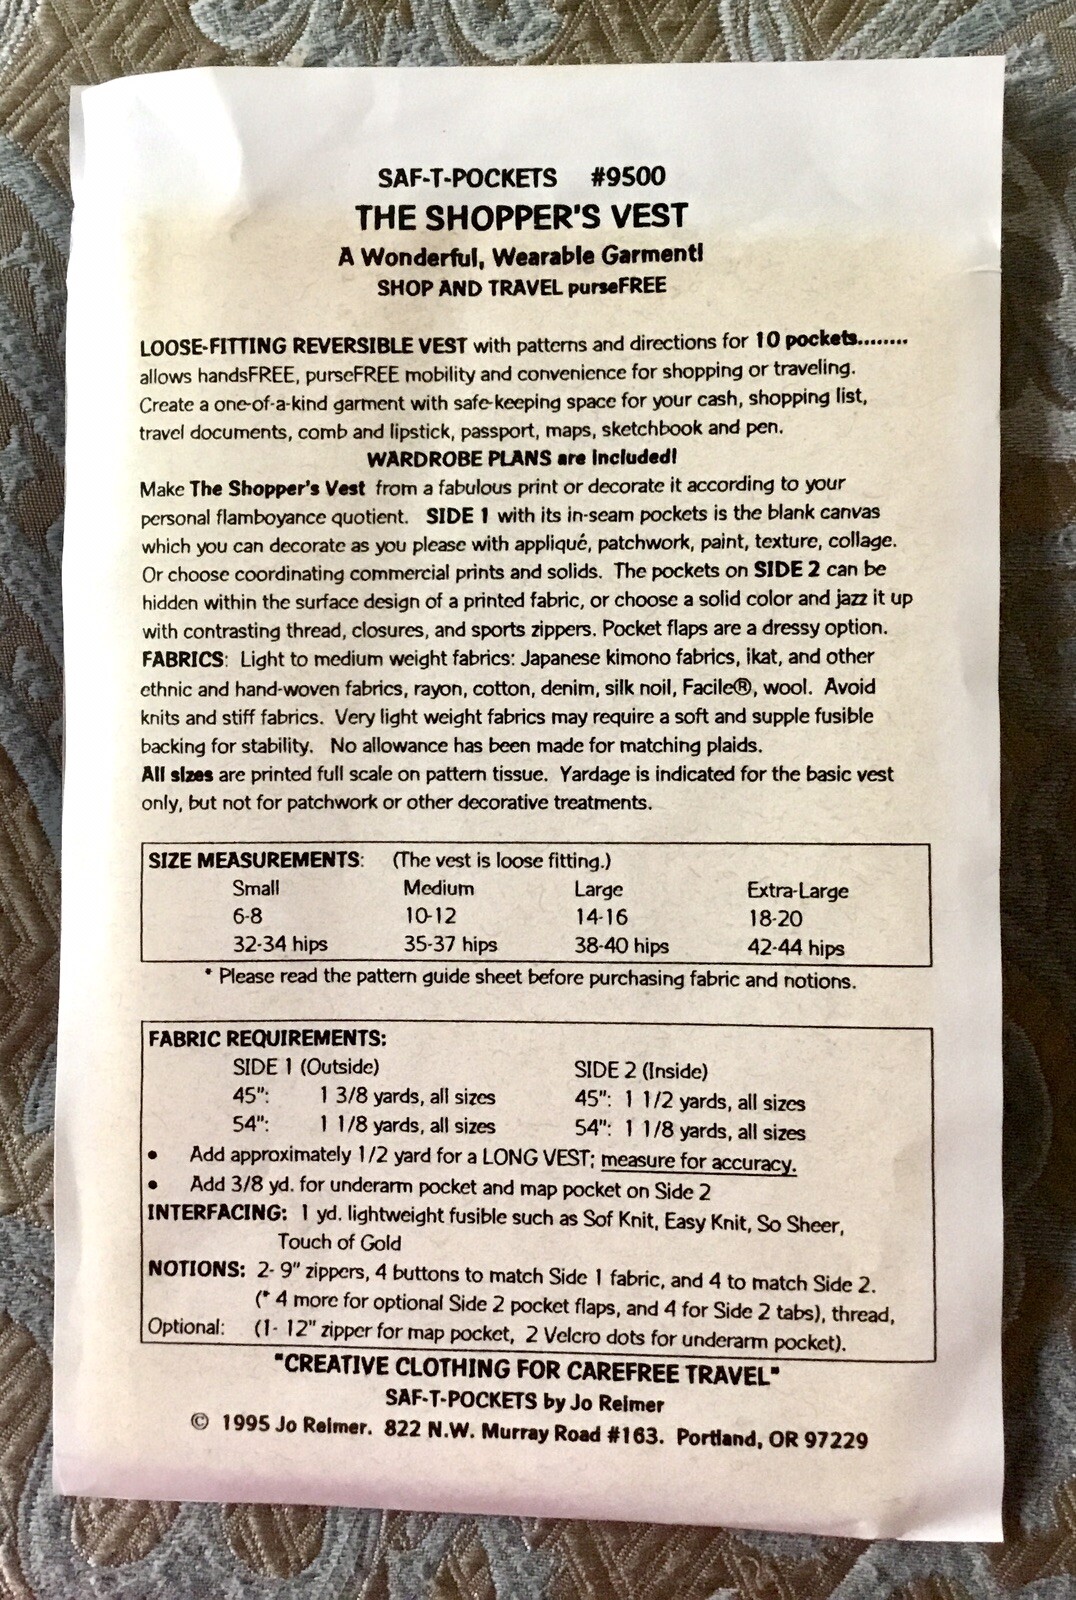 SAF-T-POCKETS #9500
THE SHOPPER'S VEST
A Wonderful, Wearable Garment!
SHOP AND TRAVEL purseFREE
LOOSE-FITTING REVERSIBLE VEST with patterns and directions for 10 pockets........
allows handsFREE, purseFREE mobility and convenience for shopping or traveling.
Create a one-of-a-kind garment with safe-keeping space for your cash, shopping list,
travel documents, comb and lipstick, passport, maps, sketchbook and pen.
WARDROBE PLANS are included!
Make The Shopper's Vest from a fabulous print or decorate it according to your
personal flamboyance quotient. SIDE 1 with its in-seam pockets is the blank canvas
which you can decorate as you please with appliqué, patchwork, paint, texture, collage.
Or choose coordinating commercial prints and solids. The pockets on SIDE 2 can be
hidden within the surface design of a printed fabric, or choose a solid color and jazz it up
with contrasting thread, closures, and sports zippers. Pocket flaps are a dressy option.
FABRICS: Light to medium weight fabrics: Japanese kimono fabrics, ikat, and other
ethnic and hand-woven fabrics, rayon, cotton, denim, silk noil, Facile®, wool. Avoid
knits and stiff fabrics. Very light weight fabrics may require a soft and supple fusible
backing for stability. No allowance has been made for matching plaids.
All sizes are printed full scale on pattern tissue. Yardage is indicated for the basic vest
only, but not for patchwork or other decorative treatments.
SIZE MEASUREMENTS: (The vest is loose fitting.)
Small Medium Large Extra-Large
6-8 10-12 14-16 18-20
32-34 hips 35-37 hips 38-40 hips 42-44 hips
* Please read the pattern guide sheet before purchasing fabric and notions.
FABRIC REQUIREMENTS:
SIDE 1 (Outside) SIDE 2 (Inside)
45": 1 3/8 yards, all sizes 45": 1 1/2 yards, all sizes
54": 1 1/8 yards, all sizes 54": 1 1/8 yards, all sizes
• Add approximately 1/2 yard for a LONG VEST; measure for accuracy.
• Add 3/8 yd. for underarm pocket and map pocket on Side 2
INTERFACING: 1 yd. lightweight fusible such as Sof Knit, Easy Knit, So Sheer,
Touch of Gold
NOTIONS: 2- 9" zippers, 4 buttons to match Side 1 fabric, and 4 to match Side 2.
(* 4 more for optional Side 2 pocket flaps, and 4 for Side 2 tabs), thread,
Optional: (1- 12" zipper for map pocket, 2 Velcro dots for underarm pocket).
"CREATIVE CLOTHING FOR CAREFREE TRAVEL"
SAF-T-POCKETS by Jo Reimer
© 1995 Jo Reimer. 822 N.W. Murray Road #163. Portland, OR 97229